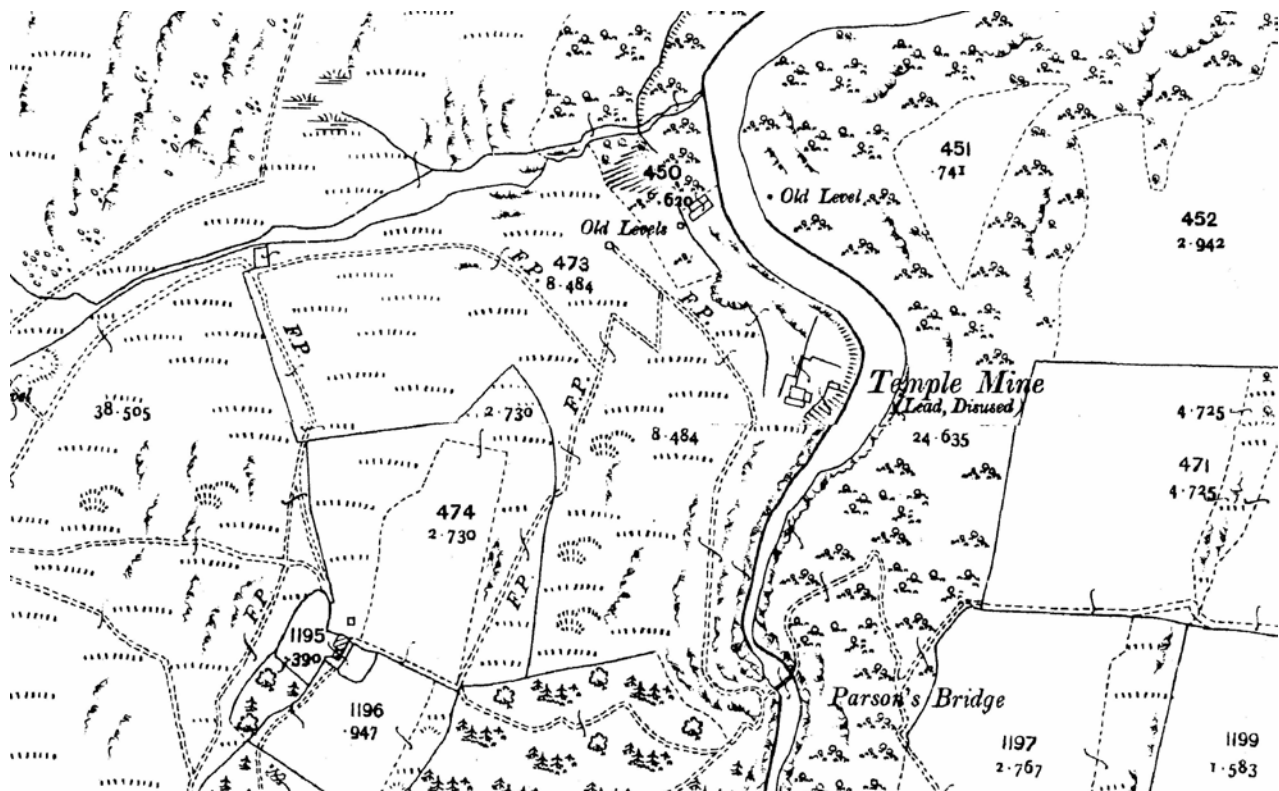 451
.741
450
6.620
Old Level
452
2.942
Old Levels
F.P.
473
8.484
F.P.
F.P.
Temple Mine
(Lead, Disused)
24.635
38.505
2.730
F.P.
8.484
4.725
471
4.725
474
2.730
F.P.
F.P.
1195
.390
1196
.947
Parson's Bridge
1197
2.767
1199
1.583